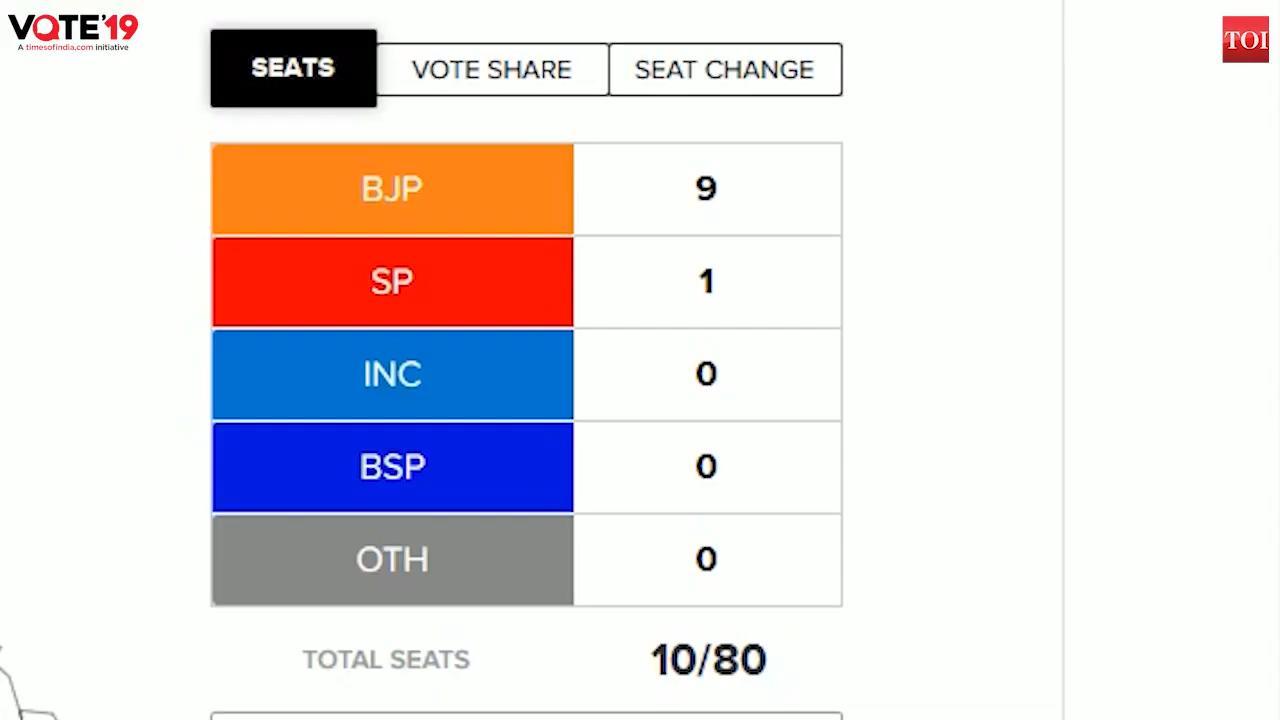 VOTE'19
A timesofindia.com initiative
TOI
SEATS VOTE SHARE SEAT CHANGE
BJP 9
SP 1
INC 0
BSP 0
OTH 0
TOTAL SEATS 10/80